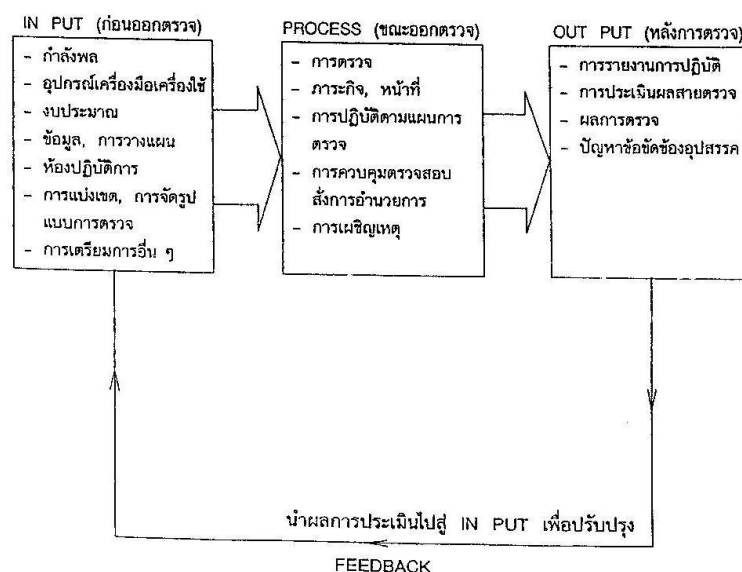 IN PUT (ก่อนออกตรวจ)
- กำลังพล
- อุปกรณ์เครื่องมือเครื่องใช้
- งบประมาณ
- ข้อมูล, การวางแผน
- ห้องปฏิบัติการ
- การแบ่งเขต, การจัดรูป
แบบการตรวจ
- การเตรียมการอื่น ๆ
PROCESS (ขณะออกตรวจ)
- การตรวจ
- ภาระกิจ, หน้าที่
- การปฏิบัติตามแผนการ
ตรวจ
- การควบคุมตรวจสอบ
สั่งการอำนวยการ
- การเผชิญเหตุ
OUT PUT (หลังการตรวจ)
- การรายงานการปฏิบัติ
- การประเมินผลสายตรวจ
- ผลการตรวจ
- ปัญหาข้อขัดข้องอุปสรรค
นำผลการประเมินไปสู่ IN PUT เพื่อปรับปรุง
FEEDBACK